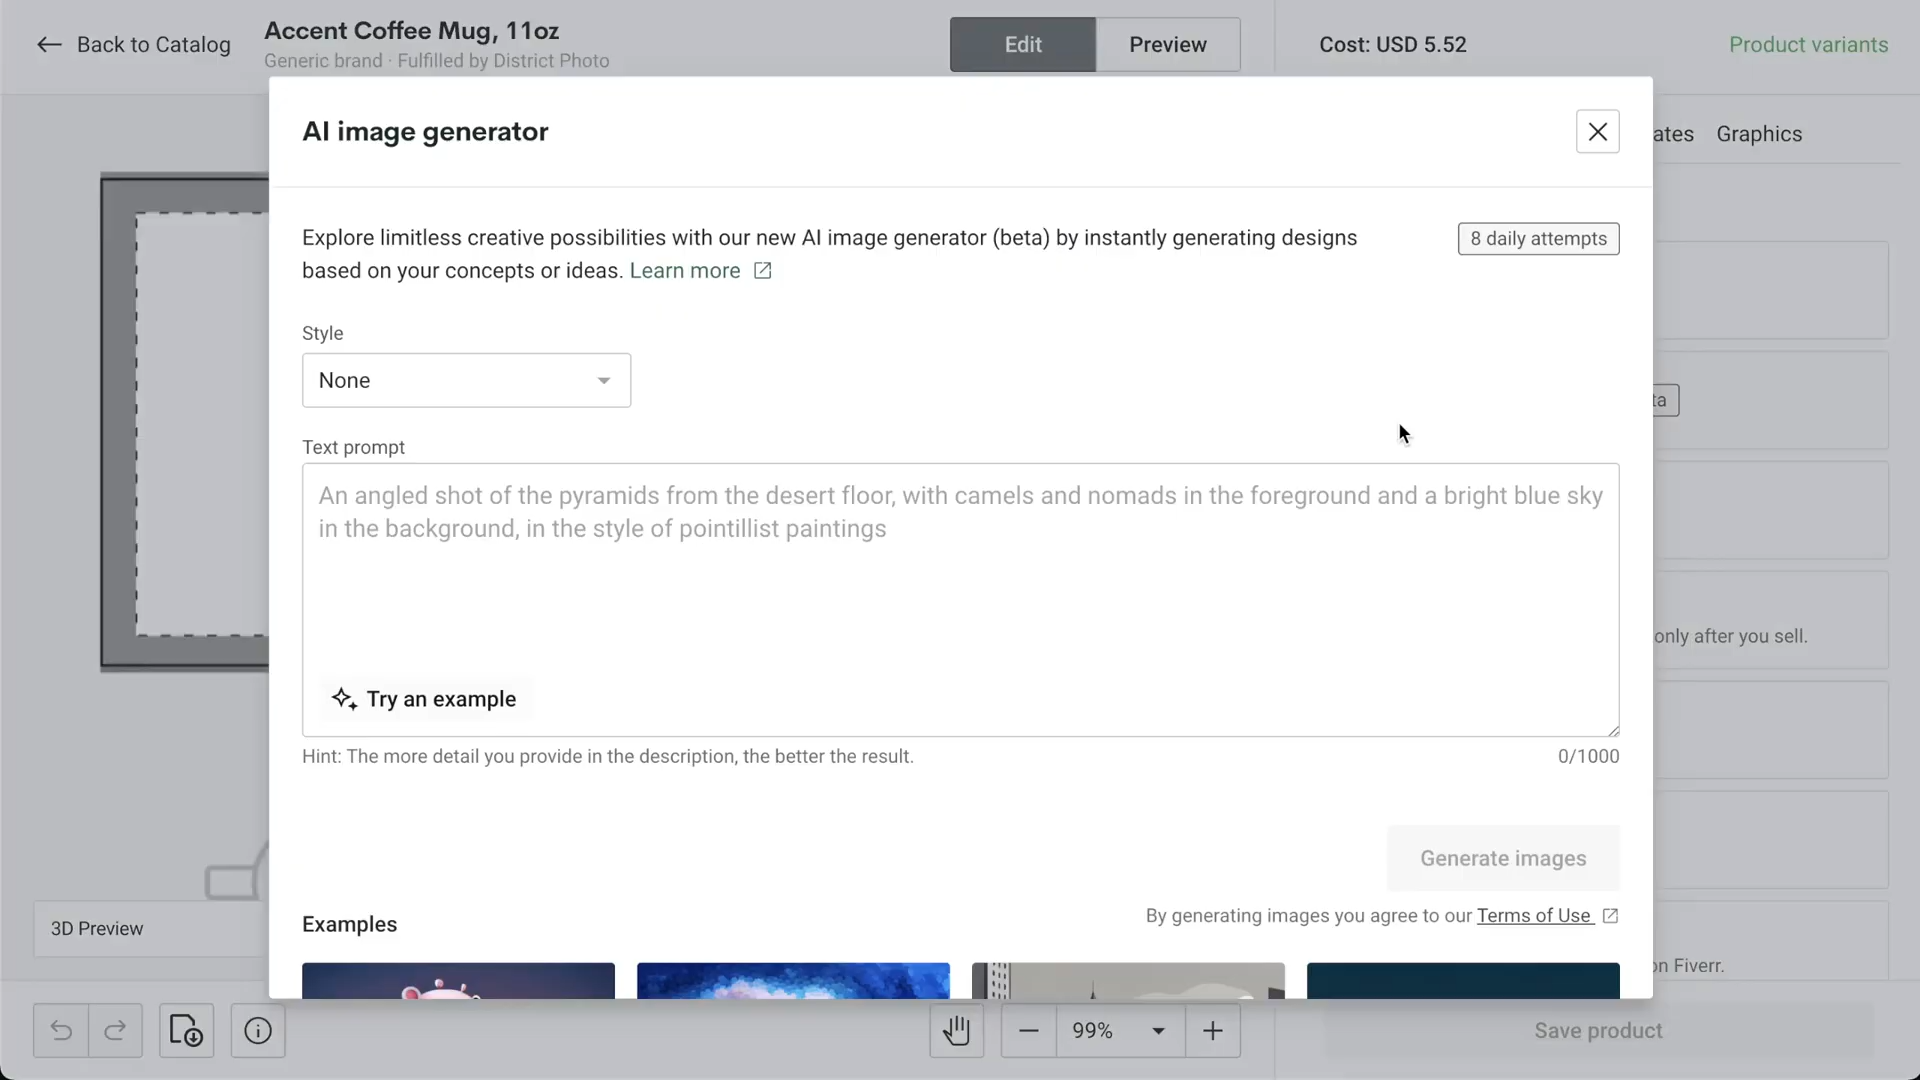 Back to Catalog
Accent Coffee Mug, 11oz
Generic brand · Fulfilled by District Photo
Edit
Preview
Cost: USD 5.52
Product variants
AI image generator
ates
Graphics
Explore limitless creative possibilities with our new AI image generator (beta) by instantly generating designs
based on your concepts or ideas. Learn more
8 daily attempts
Style
None
ta
Text prompt
An angled shot of the pyramids from the desert floor, with camels and nomads in the foreground and a bright blue sky
in the background, in the style of pointillist paintings
only after you sell.
Try an example
Hint: The more detail you provide in the description, the better the result.
0/1000
Generate images
By generating images you agree to our Terms of Use
Examples
3D Preview
on Fiverr.
99%
Save product